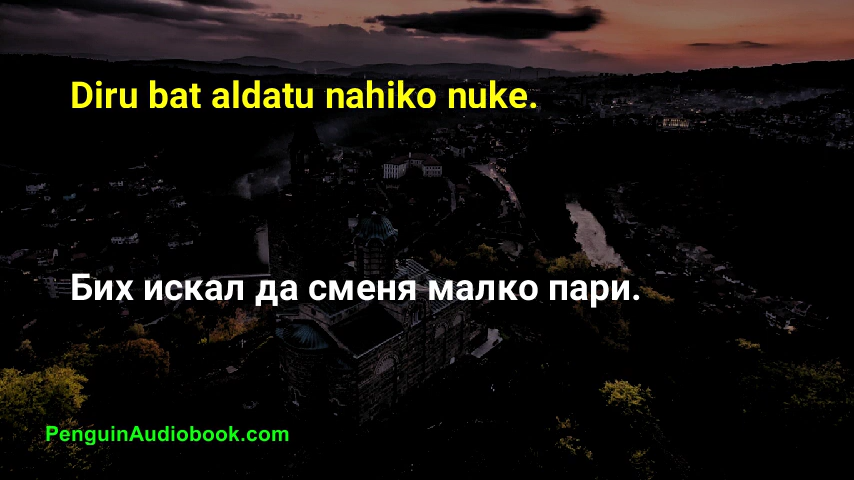 Diru bat aldatu nahiko nuke.
Бих искал да сменя малко пари.
PenguinAudiobook.com